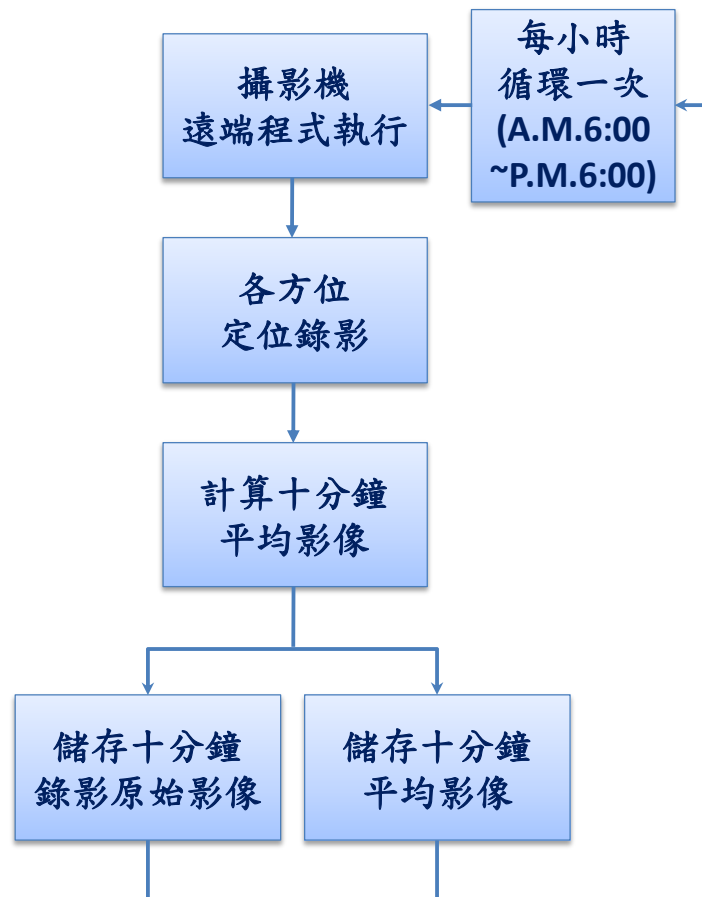 每小時
循環一次
(A.M.6:00
~P.M.6:00)
攝影機
遠端程式執行
各方位
定位錄影
計算十分鐘
平均影像
儲存十分鐘
錄影原始影像
儲存十分鐘
平均影像